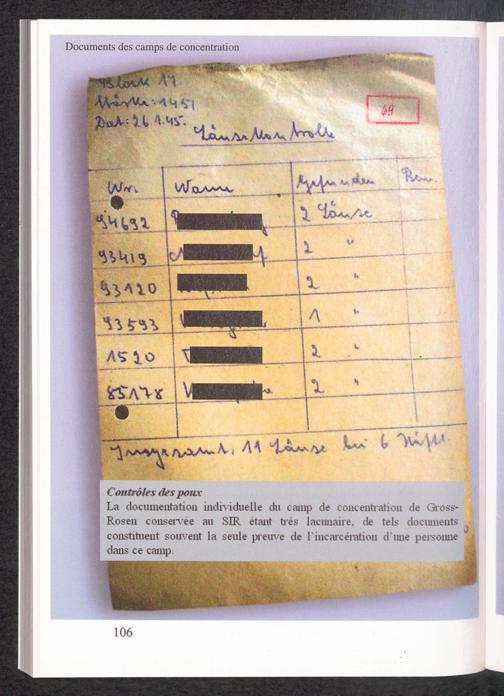 Documents des camps de concentration
Block 17
Stärke: 1451
Dat: 26.1.45.
69
Läusekontrolle
Nr. Name Gefunden Bem.
94692 2 Läuse
93419 2 "
93120 2 "
93593 1 "
1520 2 "
85178 2 "
Insgesamt. 11 Läuse bei 6 Häftl.
Contrôles des poux
La documentation individuelle du camp de concentration de Gross-
Rosen conservée au SIR étant très lacunaire, de tels documents
constituent souvent la seule preuve de l'incarcération d'une personne
dans ce camp.
106